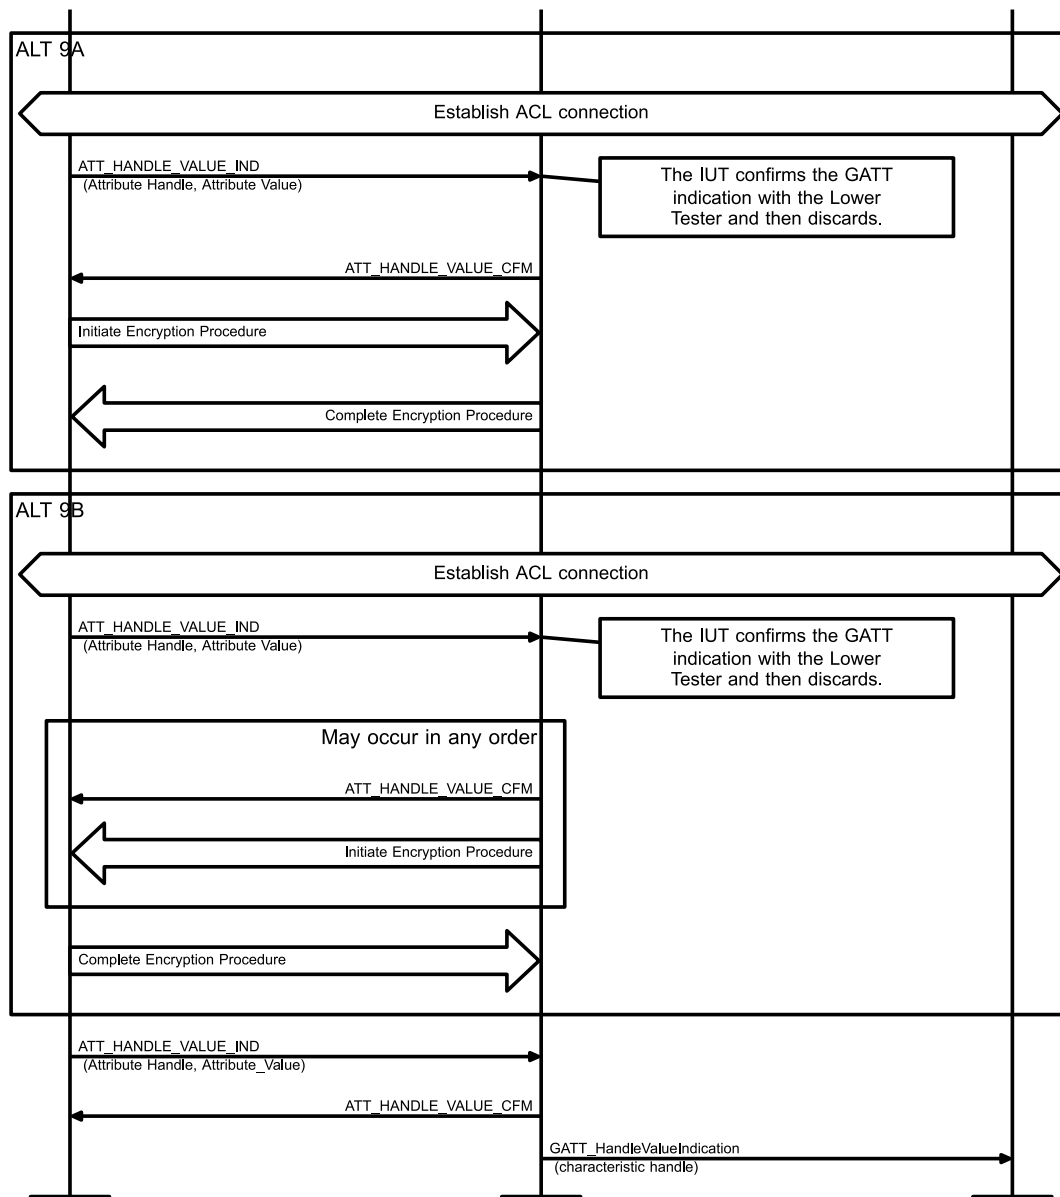 ALT 9A
Establish ACL connection
ATT_HANDLE_VALUE_IND
(Attribute Handle, Attribute Value)
The IUT confirms the GATT
indication with the Lower
Tester and then discards.
ATT_HANDLE_VALUE_CFM
Initiate Encryption Procedure
Complete Encryption Procedure
ALT 9B
Establish ACL connection
ATT_HANDLE_VALUE_IND
(Attribute Handle, Attribute Value)
The IUT confirms the GATT
indication with the Lower
Tester and then discards.
May occur in any order
ATT_HANDLE_VALUE_CFM
Initiate Encryption Procedure
Complete Encryption Procedure
ATT_HANDLE_VALUE_IND
(Attribute Handle, Attribute_Value)
ATT_HANDLE_VALUE_CFM
GATT_HandleValueIndication
(characteristic handle)